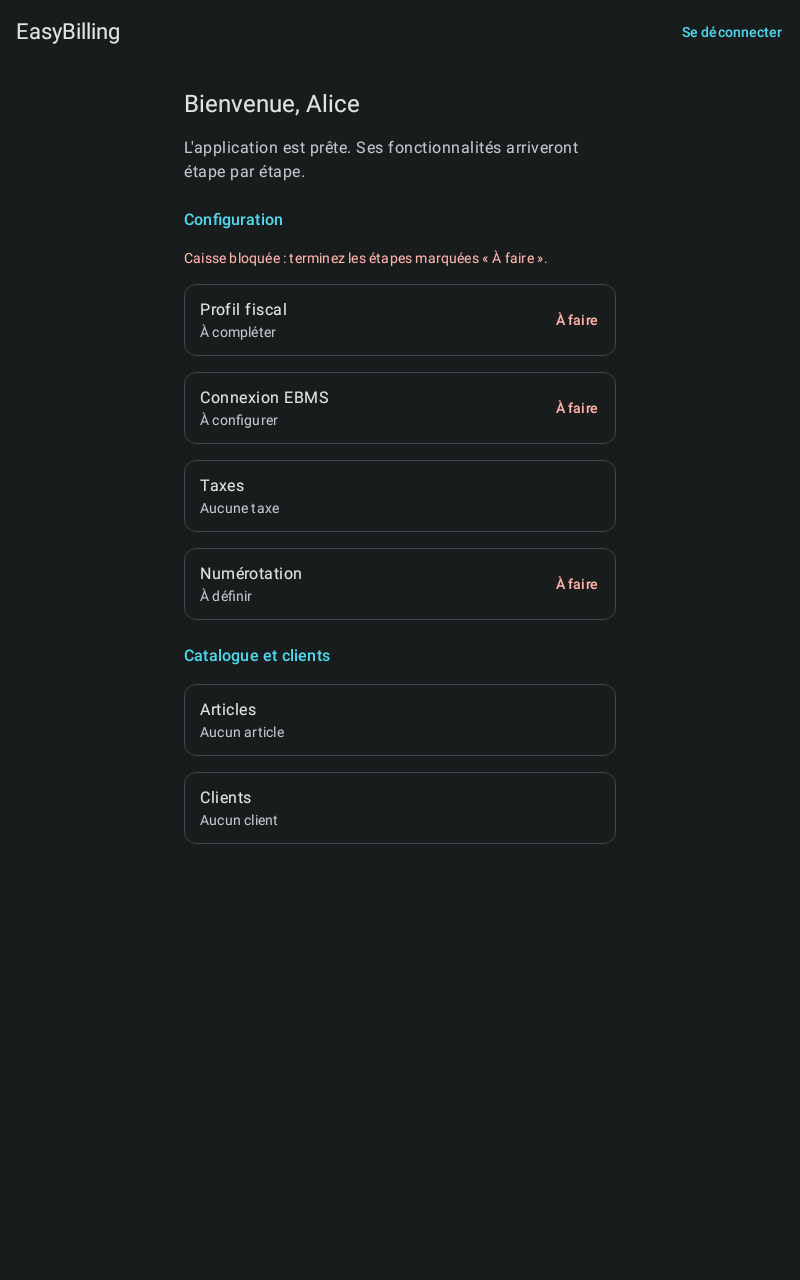 EasyBilling
Se déconnecter
Bienvenue, Alice
L'application est prête. Ses fonctionnalités arriveront
étape par étape.
Configuration
Caisse bloquée : terminez les étapes marquées « À faire ».
Profil fiscal
À compléter
À faire
Connexion EBMS
À configurer
À faire
Taxes
Aucune taxe
Numérotation
À définir
À faire
Catalogue et clients
Articles
Aucun article
Clients
Aucun client